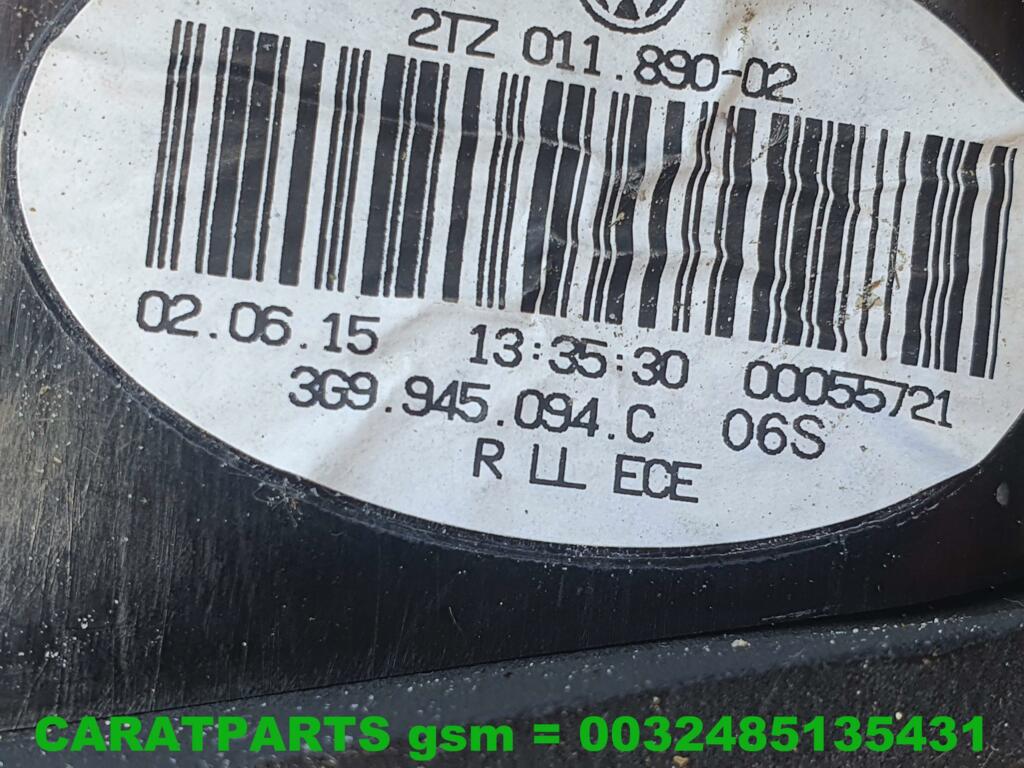 2TZ 011.890-02
02.06.15 13:35:30 00055721
3G9.945.094.C 06S
R LL ECE
CARATPARTS gsm = 0032485135431